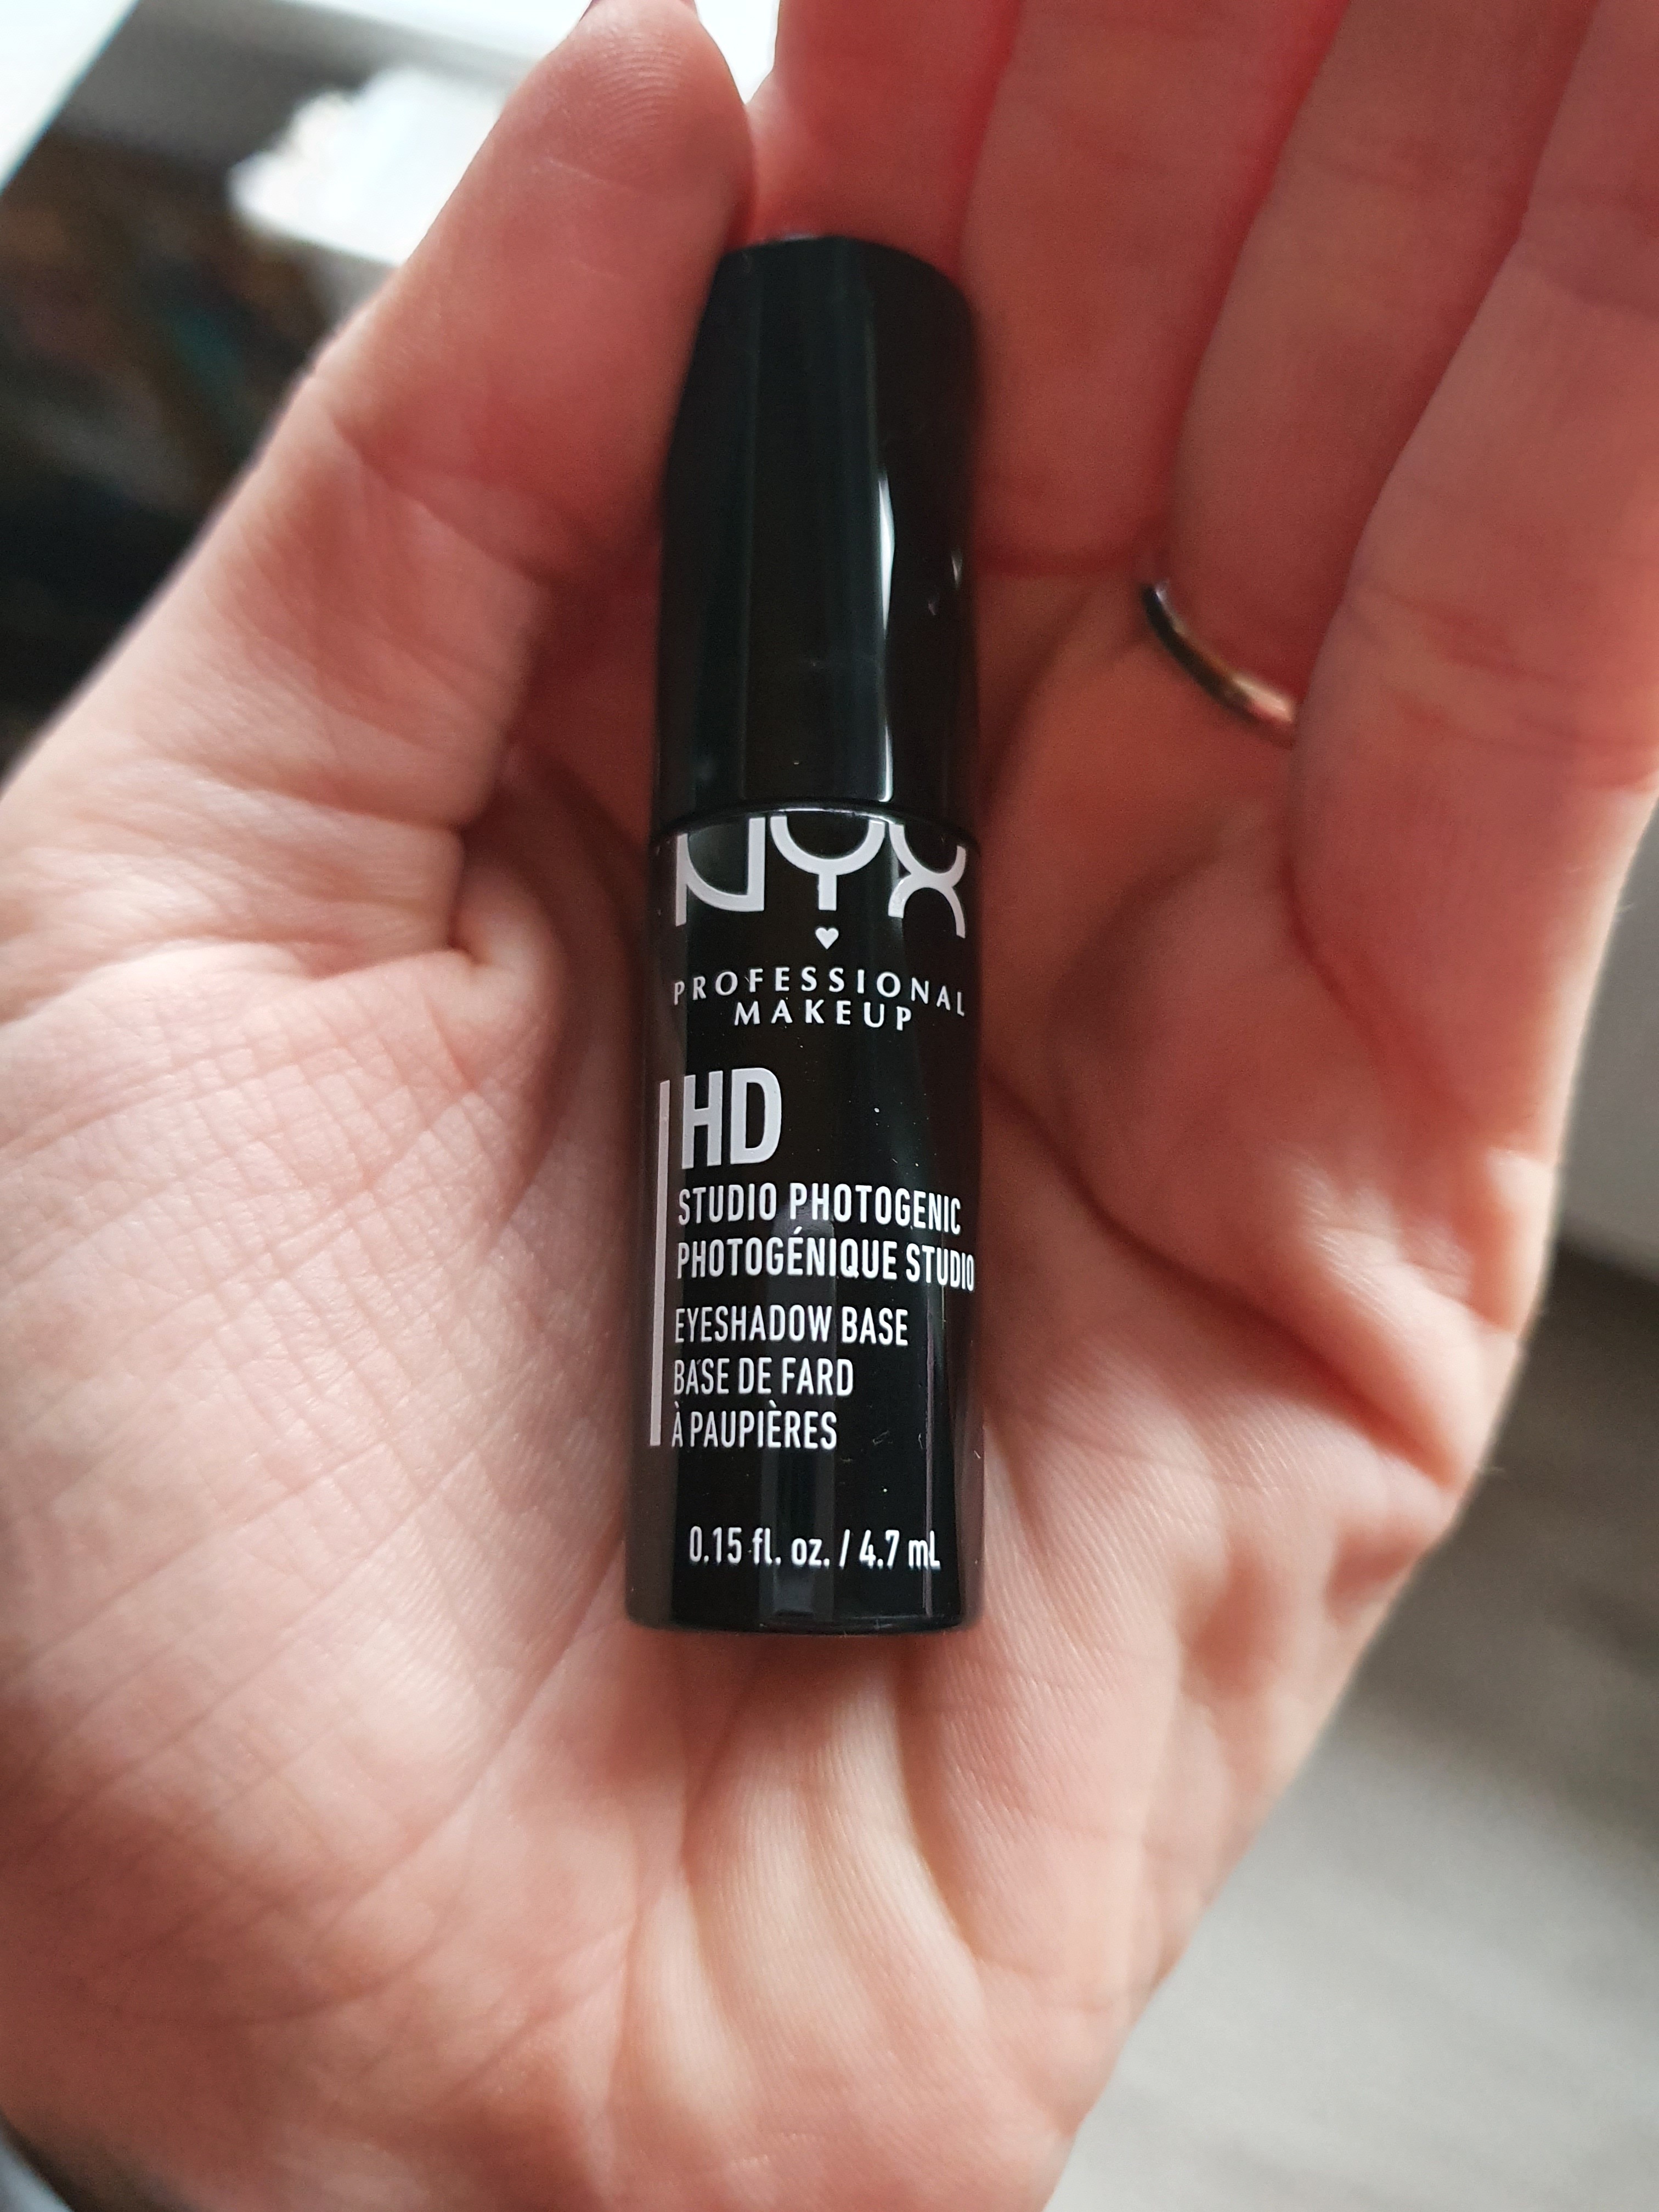 NYX
PROFESSIONAL
MAKEUP
HD
STUDIO PHOTOGENIC
PHOTOGÉNIQUE STUDIO
EYESHADOW BASE
BASE DE FARD
À PAUPIÈRES
0.15 fl. oz. / 4.7 mL